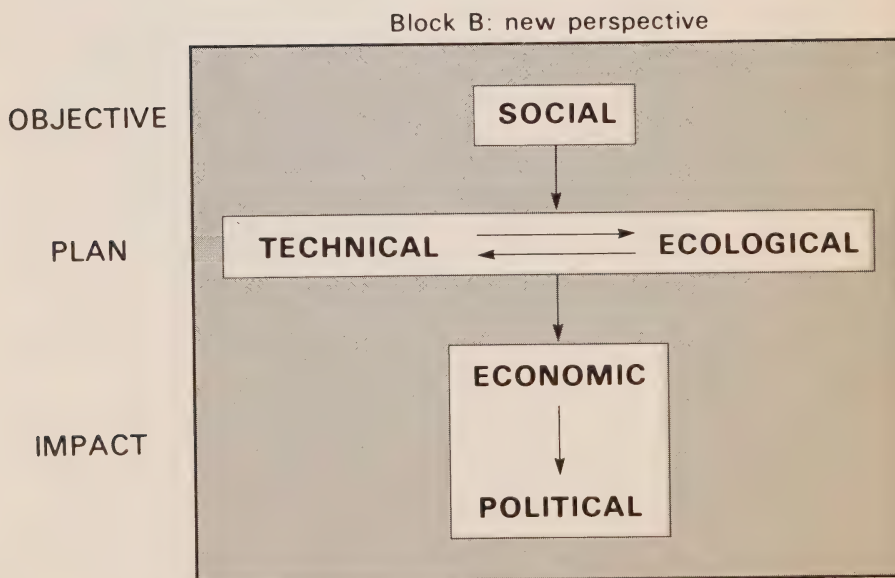 Block B: new perspective
OBJECTIVE
SOCIAL
PLAN
TECHNICAL
ECOLOGICAL
ECONOMIC
IMPACT
POLITICAL